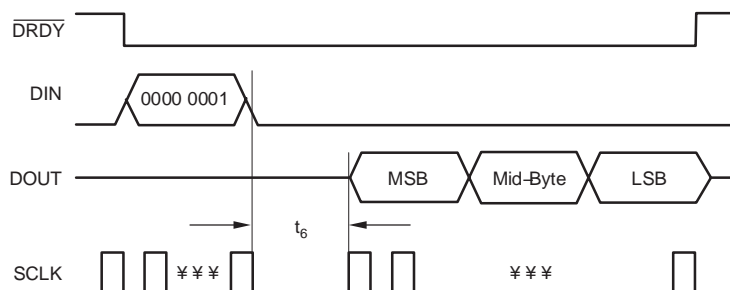 DRDY
DIN 0000 0001
DOUT MSB Mid-Byte LSB
t6
SCLK ¥ ¥ ¥ ¥ ¥ ¥